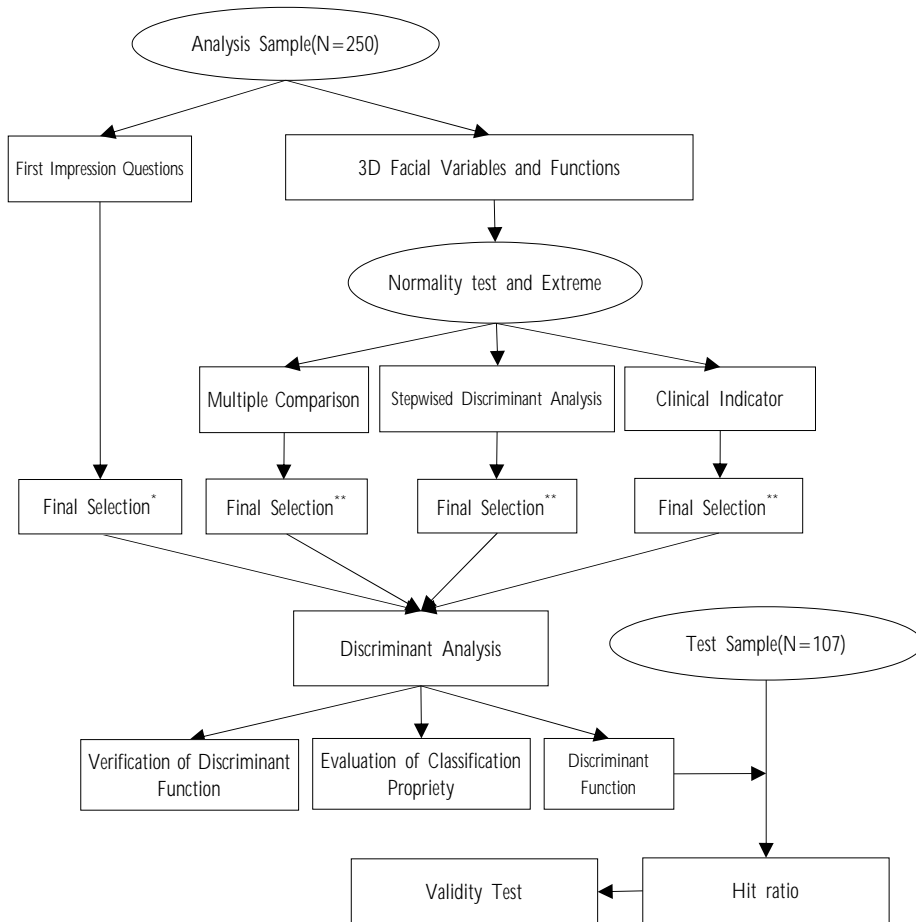 Analysis Sample(N=250)
First Impression Questions
3D Facial Variables and Functions
Normality test and Extreme
Multiple Comparison
Stepwised Discriminant Analysis
Clinical Indicator
Final Selection*
Final Selection**
Final Selection**
Final Selection**
Discriminant Analysis
Test Sample(N=107)
Verification of Discriminant
Function
Evaluation of Classification
Propriety
Discriminant
Function
Validity Test
Hit ratio